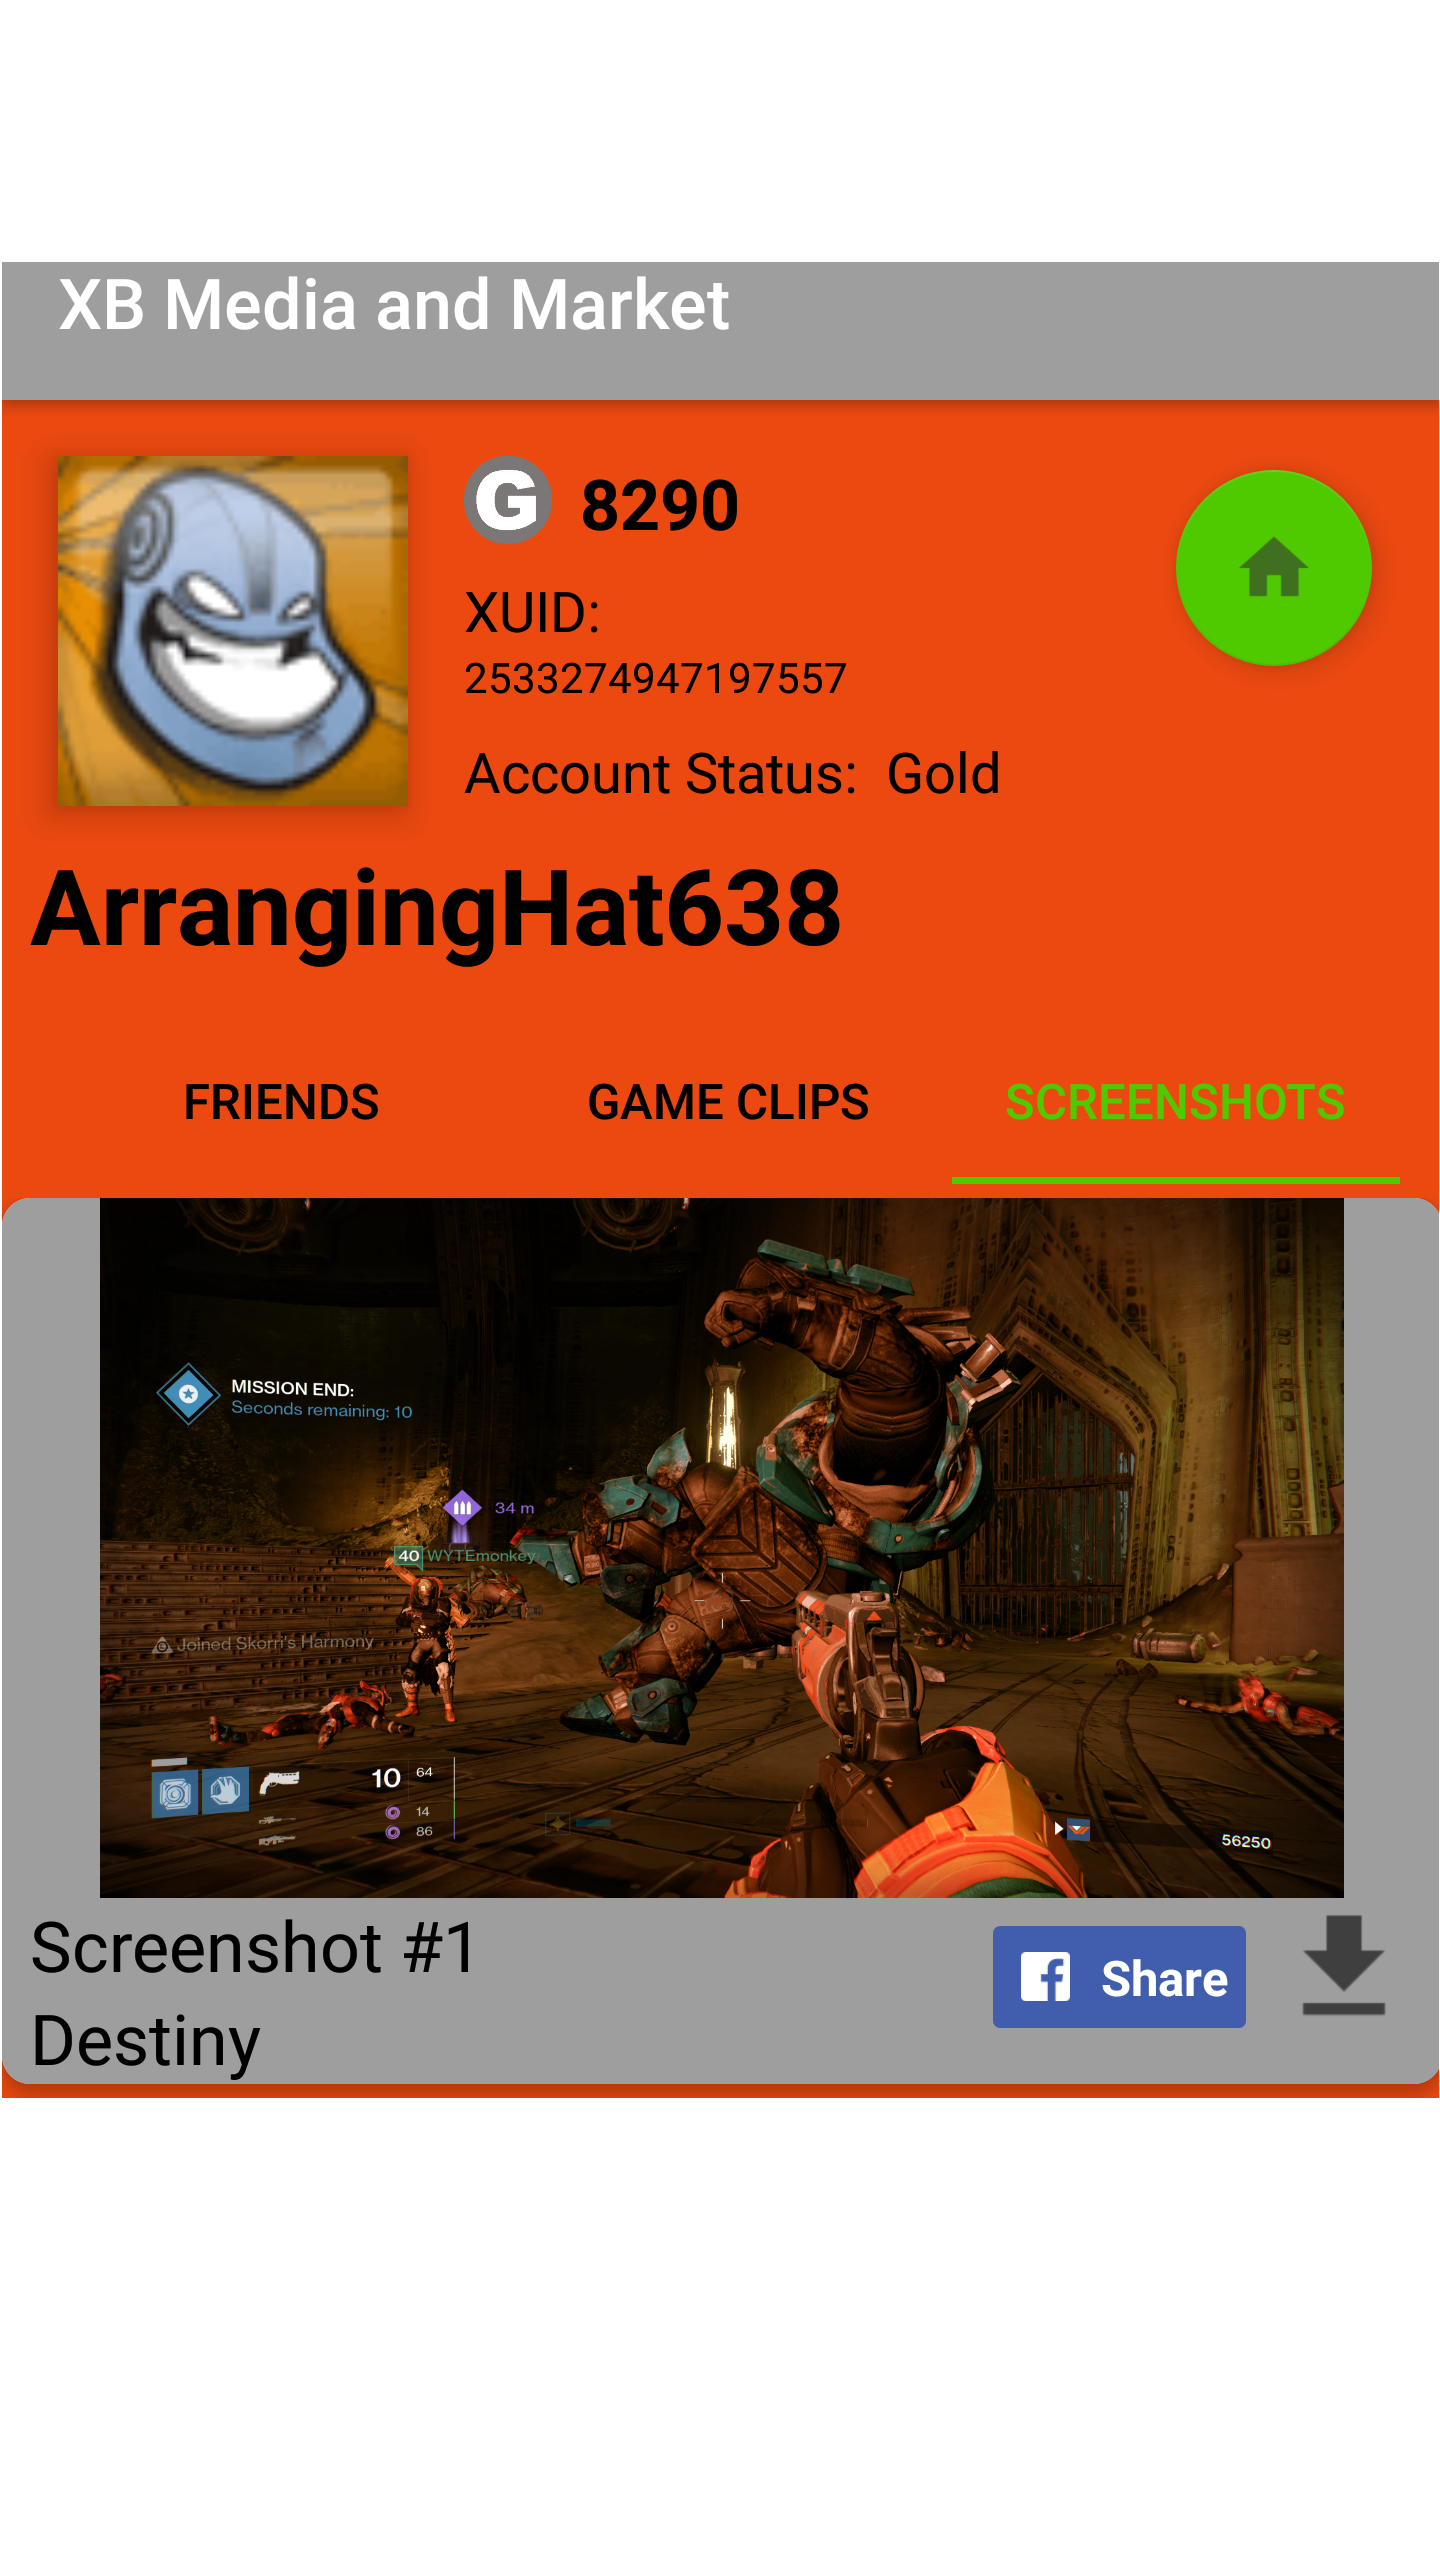 XB Media and Market
G 8290
XUID:
2533274947197557
Account Status: Gold
ArrangingHat638
FRIENDS GAME CLIPS SCREENSHOTS
MISSION END:
Seconds remaining: 10
34 m
40 WYTEmonkey
Joined Skorri's Harmony
10 64
14
86
56250
Screenshot #1
Share
Destiny